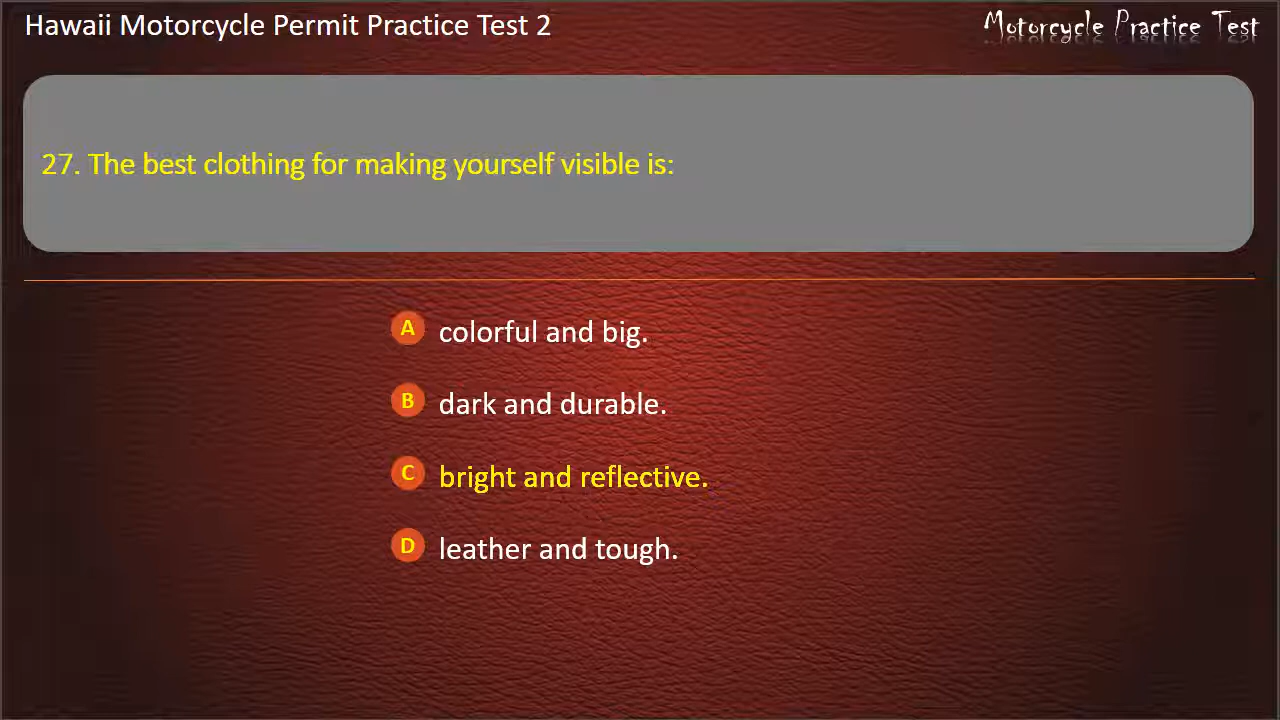 Hawaii Motorcycle Permit Practice Test 2
Motorcycle Practice Test
27. The best clothing for making yourself visible is:
A colorful and big.
B dark and durable.
C bright and reflective.
D leather and tough.